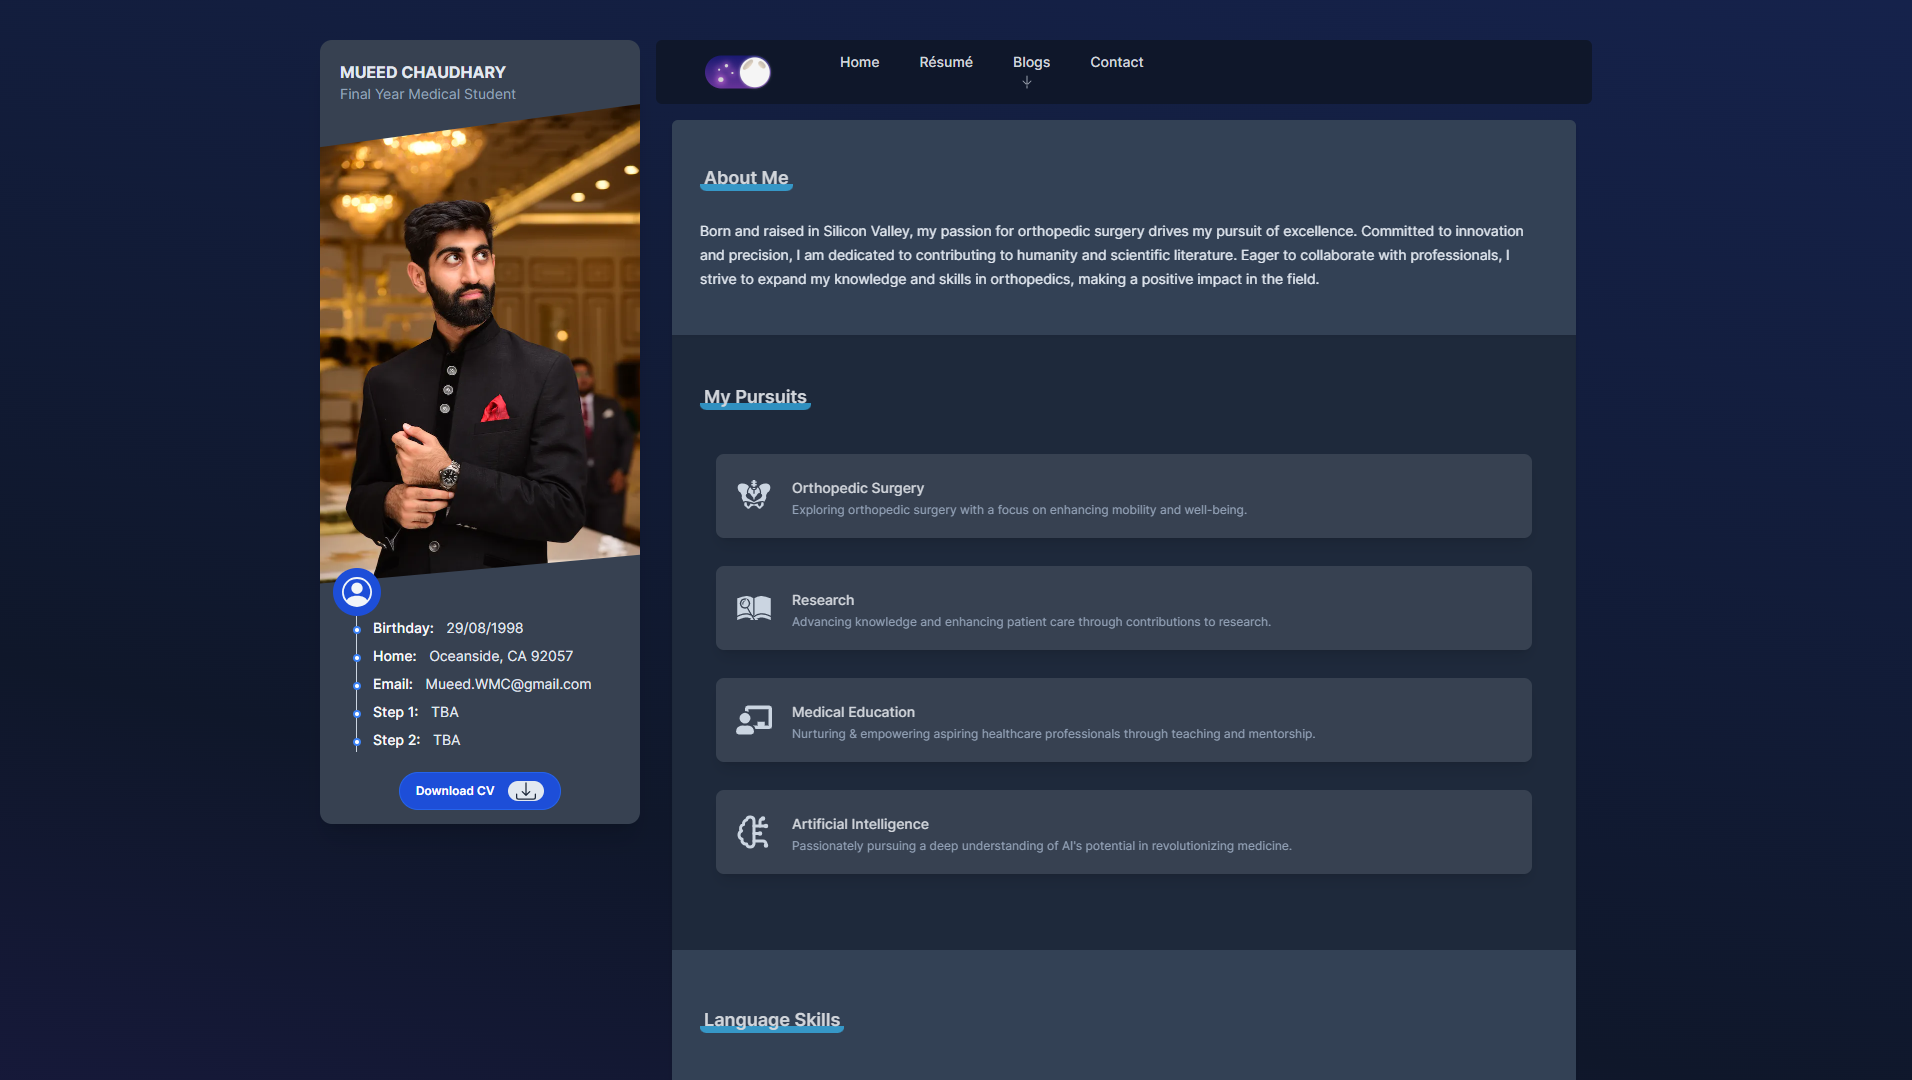 MUEED CHAUDHARY
Final Year Medical Student
Birthday: 29/08/1998
Home: Oceanside, CA 92057
Email: Mueed.WMC@gmail.com
Step 1: TBA
Step 2: TBA
Download CV
Home Résumé Blogs Contact
About Me
Born and raised in Silicon Valley, my passion for orthopedic surgery drives my pursuit of excellence. Committed to innovation
and precision, I am dedicated to contributing to humanity and scientific literature. Eager to collaborate with professionals, I
strive to expand my knowledge and skills in orthopedics, making a positive impact in the field.
My Pursuits
Orthopedic Surgery
Exploring orthopedic surgery with a focus on enhancing mobility and well-being.
Research
Advancing knowledge and enhancing patient care through contributions to research.
Medical Education
Nurturing & empowering aspiring healthcare professionals through teaching and mentorship.
Artificial Intelligence
Passionately pursuing a deep understanding of AI's potential in revolutionizing medicine.
Language Skills